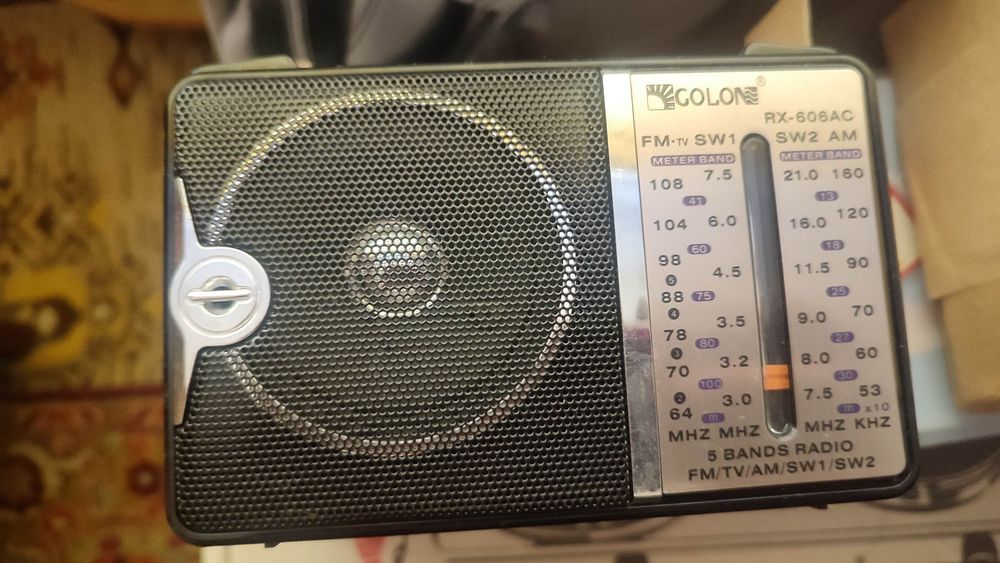 GOLON®
RX-606AC
FM·TV SW1 SW2 AM
METER BAND METER BAND
108 7.5 21.0 160
41 13
104 6.0 16.0 120
60 18
98 4.5 11.5 90
5 25
88 75 9.0 70
4 3.5 27
78 80 8.0 60
3 3.2 30
70 100 7.5 53
2 3.0 m x10
64 m
MHZ MHZ MHZ KHZ
5 BANDS RADIO
FM/TV/AM/SW1/SW2